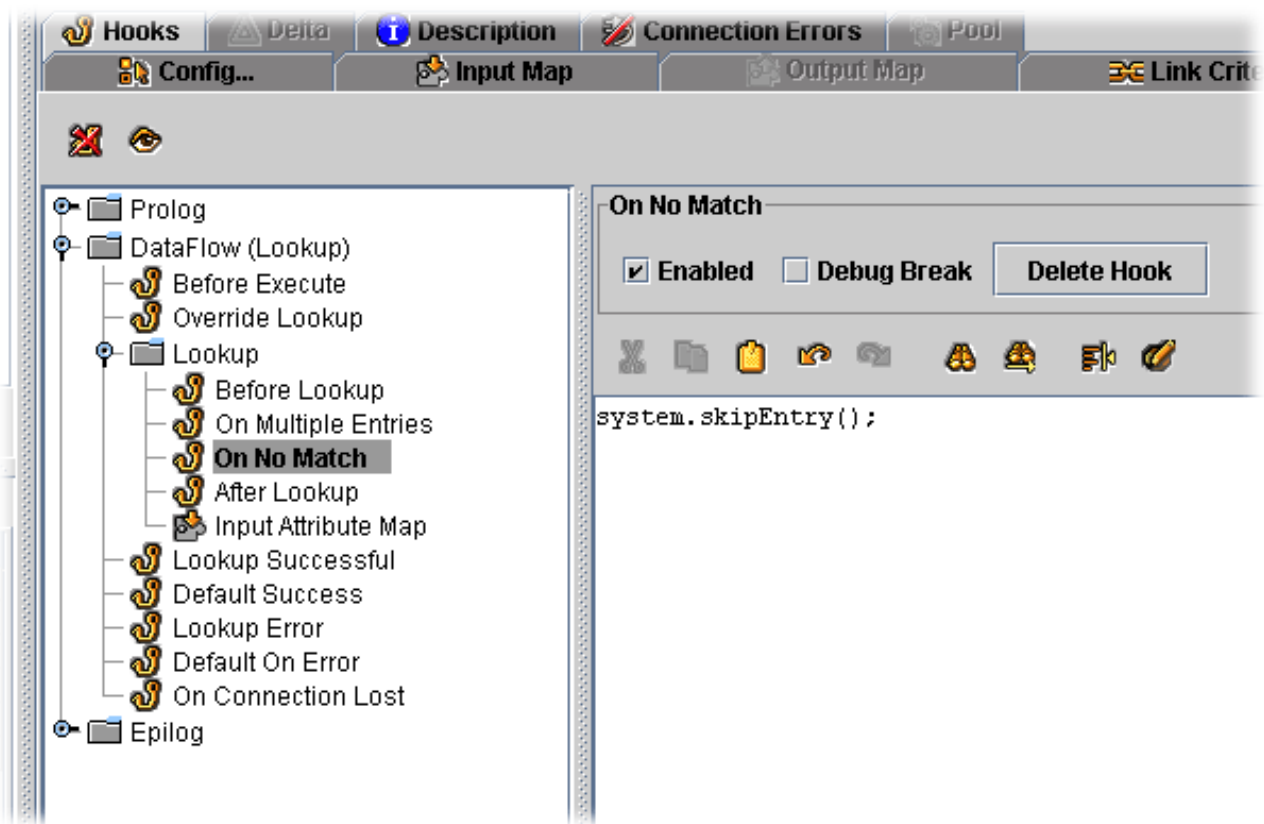 Hooks Delta Description Connection Errors Pool
Config... Input Map Output Map Link Crite
Prolog
DataFlow (Lookup)
Before Execute
Override Lookup
Lookup
Before Lookup
On Multiple Entries
On No Match
After Lookup
Input Attribute Map
Lookup Successful
Default Success
Lookup Error
Default On Error
On Connection Lost
Epilog
On No Match
Enabled Debug Break Delete Hook
system.skipEntry();